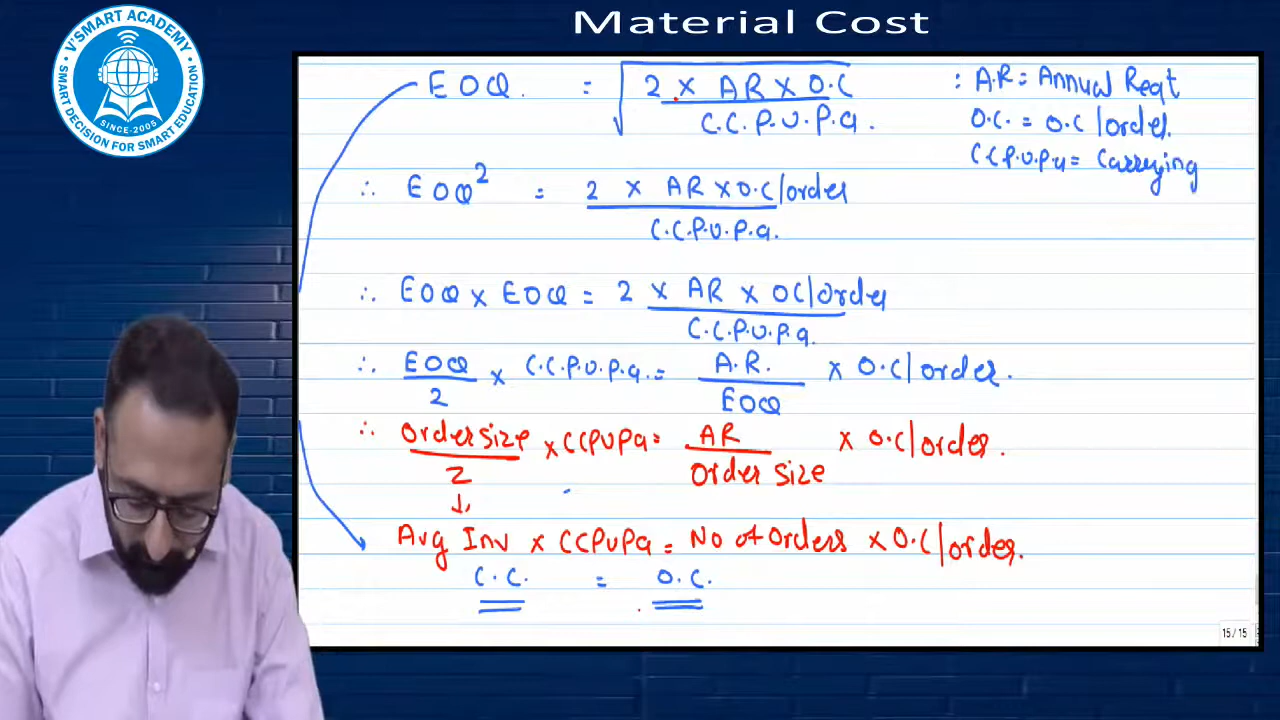 Material Cost
V'SMART ACADEMY
SINCE-2005
SMART DECISION FOR SMART EDUCATION
EOQ. = √ 2 × AR × O.C
C.C.P.U.P.a.
: A.R = Annual Reqt
O.C. = O.C/order.
CCP.U.Pa = Carrying
∴ EOQ² = 2 × AR × O.C/order
C.C.P.U.P.a.
∴ EOQ × EOQ = 2 × AR × OC/order
C.C.P.U.P.a.
∴ EOQ × C.C.P.U.P.a. = A.R. × O.C/order.
2 EOQ
∴ Order size × CCPUPa = AR × O.C/order.
2 Order size
↓
Avg Inv × CCPUPa = No of Orders × O.C/order.
C.C. = O.C.
15/15